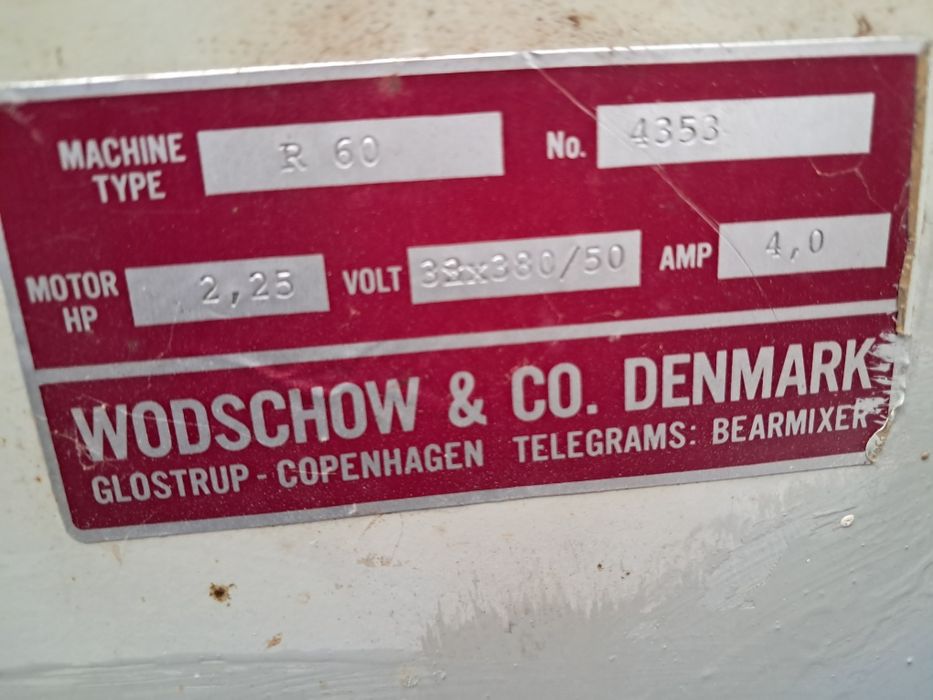 MACHINE TYPE R 60 No. 4353
MOTOR HP 2,25 VOLT AMP 4,0
WODSCHOW & CO. DENMARK
GLOSTRUP - COPENHAGEN TELEGRAMS: BEARMIXER